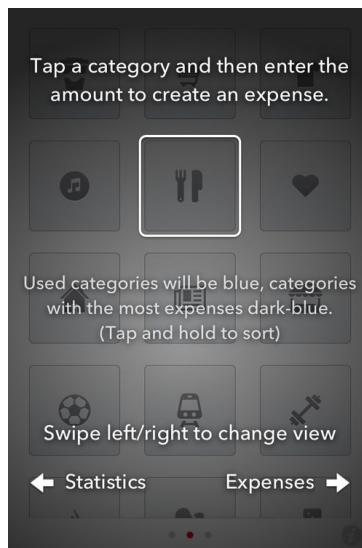 Tap a category and then enter the
amount to create an expense.
Used categories will be blue, categories
with the most expenses dark-blue.
(Tap and hold to sort)
Swipe left/right to change view
Statistics
Expenses